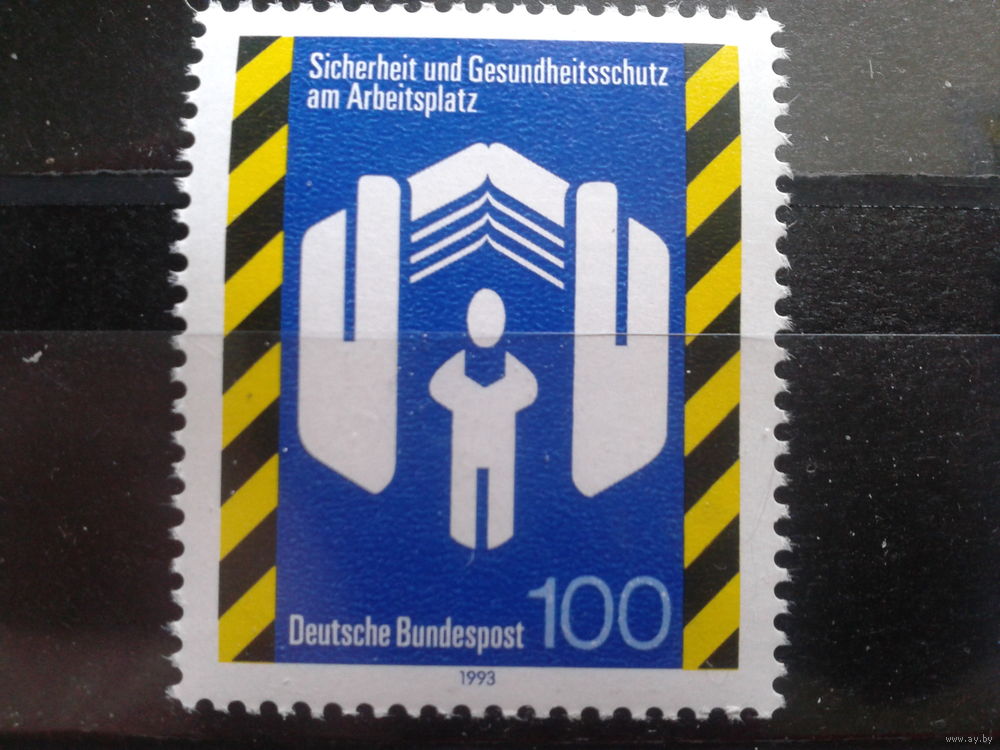 Sicherheit und Gesundheitsschutz
am Arbeitsplatz
Deutsche Bundespost 100
1993
www.ay.by